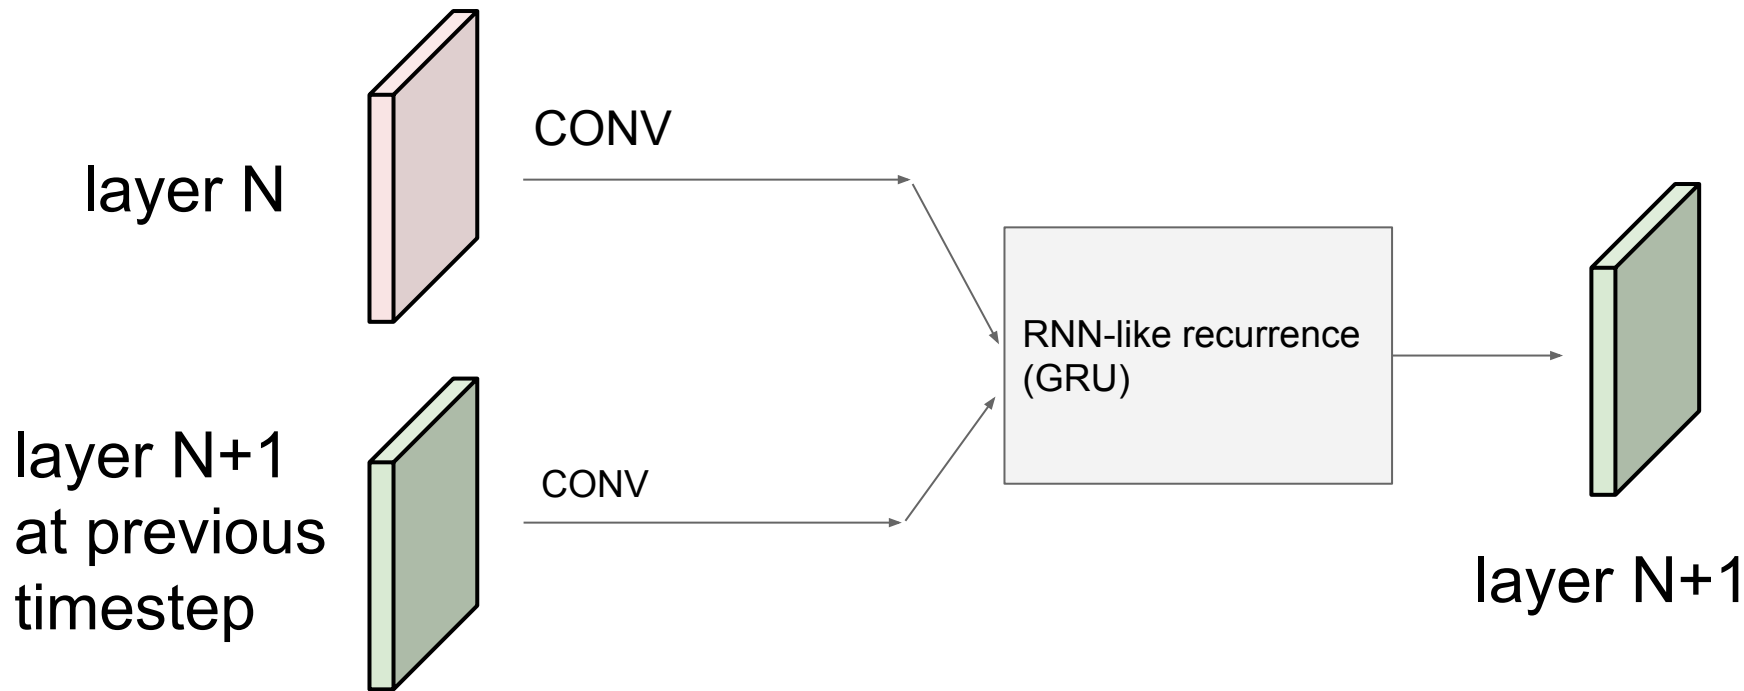 CONV
layer N
RNN-like recurrence
(GRU)
layer N+1
at previous
timestep
CONV
layer N+1